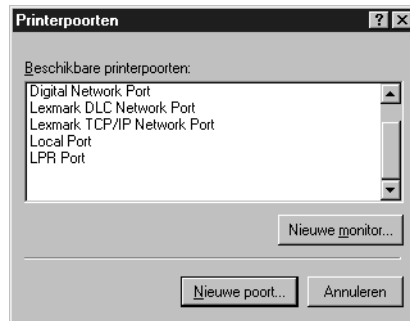 Printerpoorten
Beschikbare printerpoorten:
Digital Network Port
Lexmark DLC Network Port
Lexmark TCP/IP Network Port
Local Port
LPR Port
Nieuwe monitor...
Nieuwe poort...
Annuleren